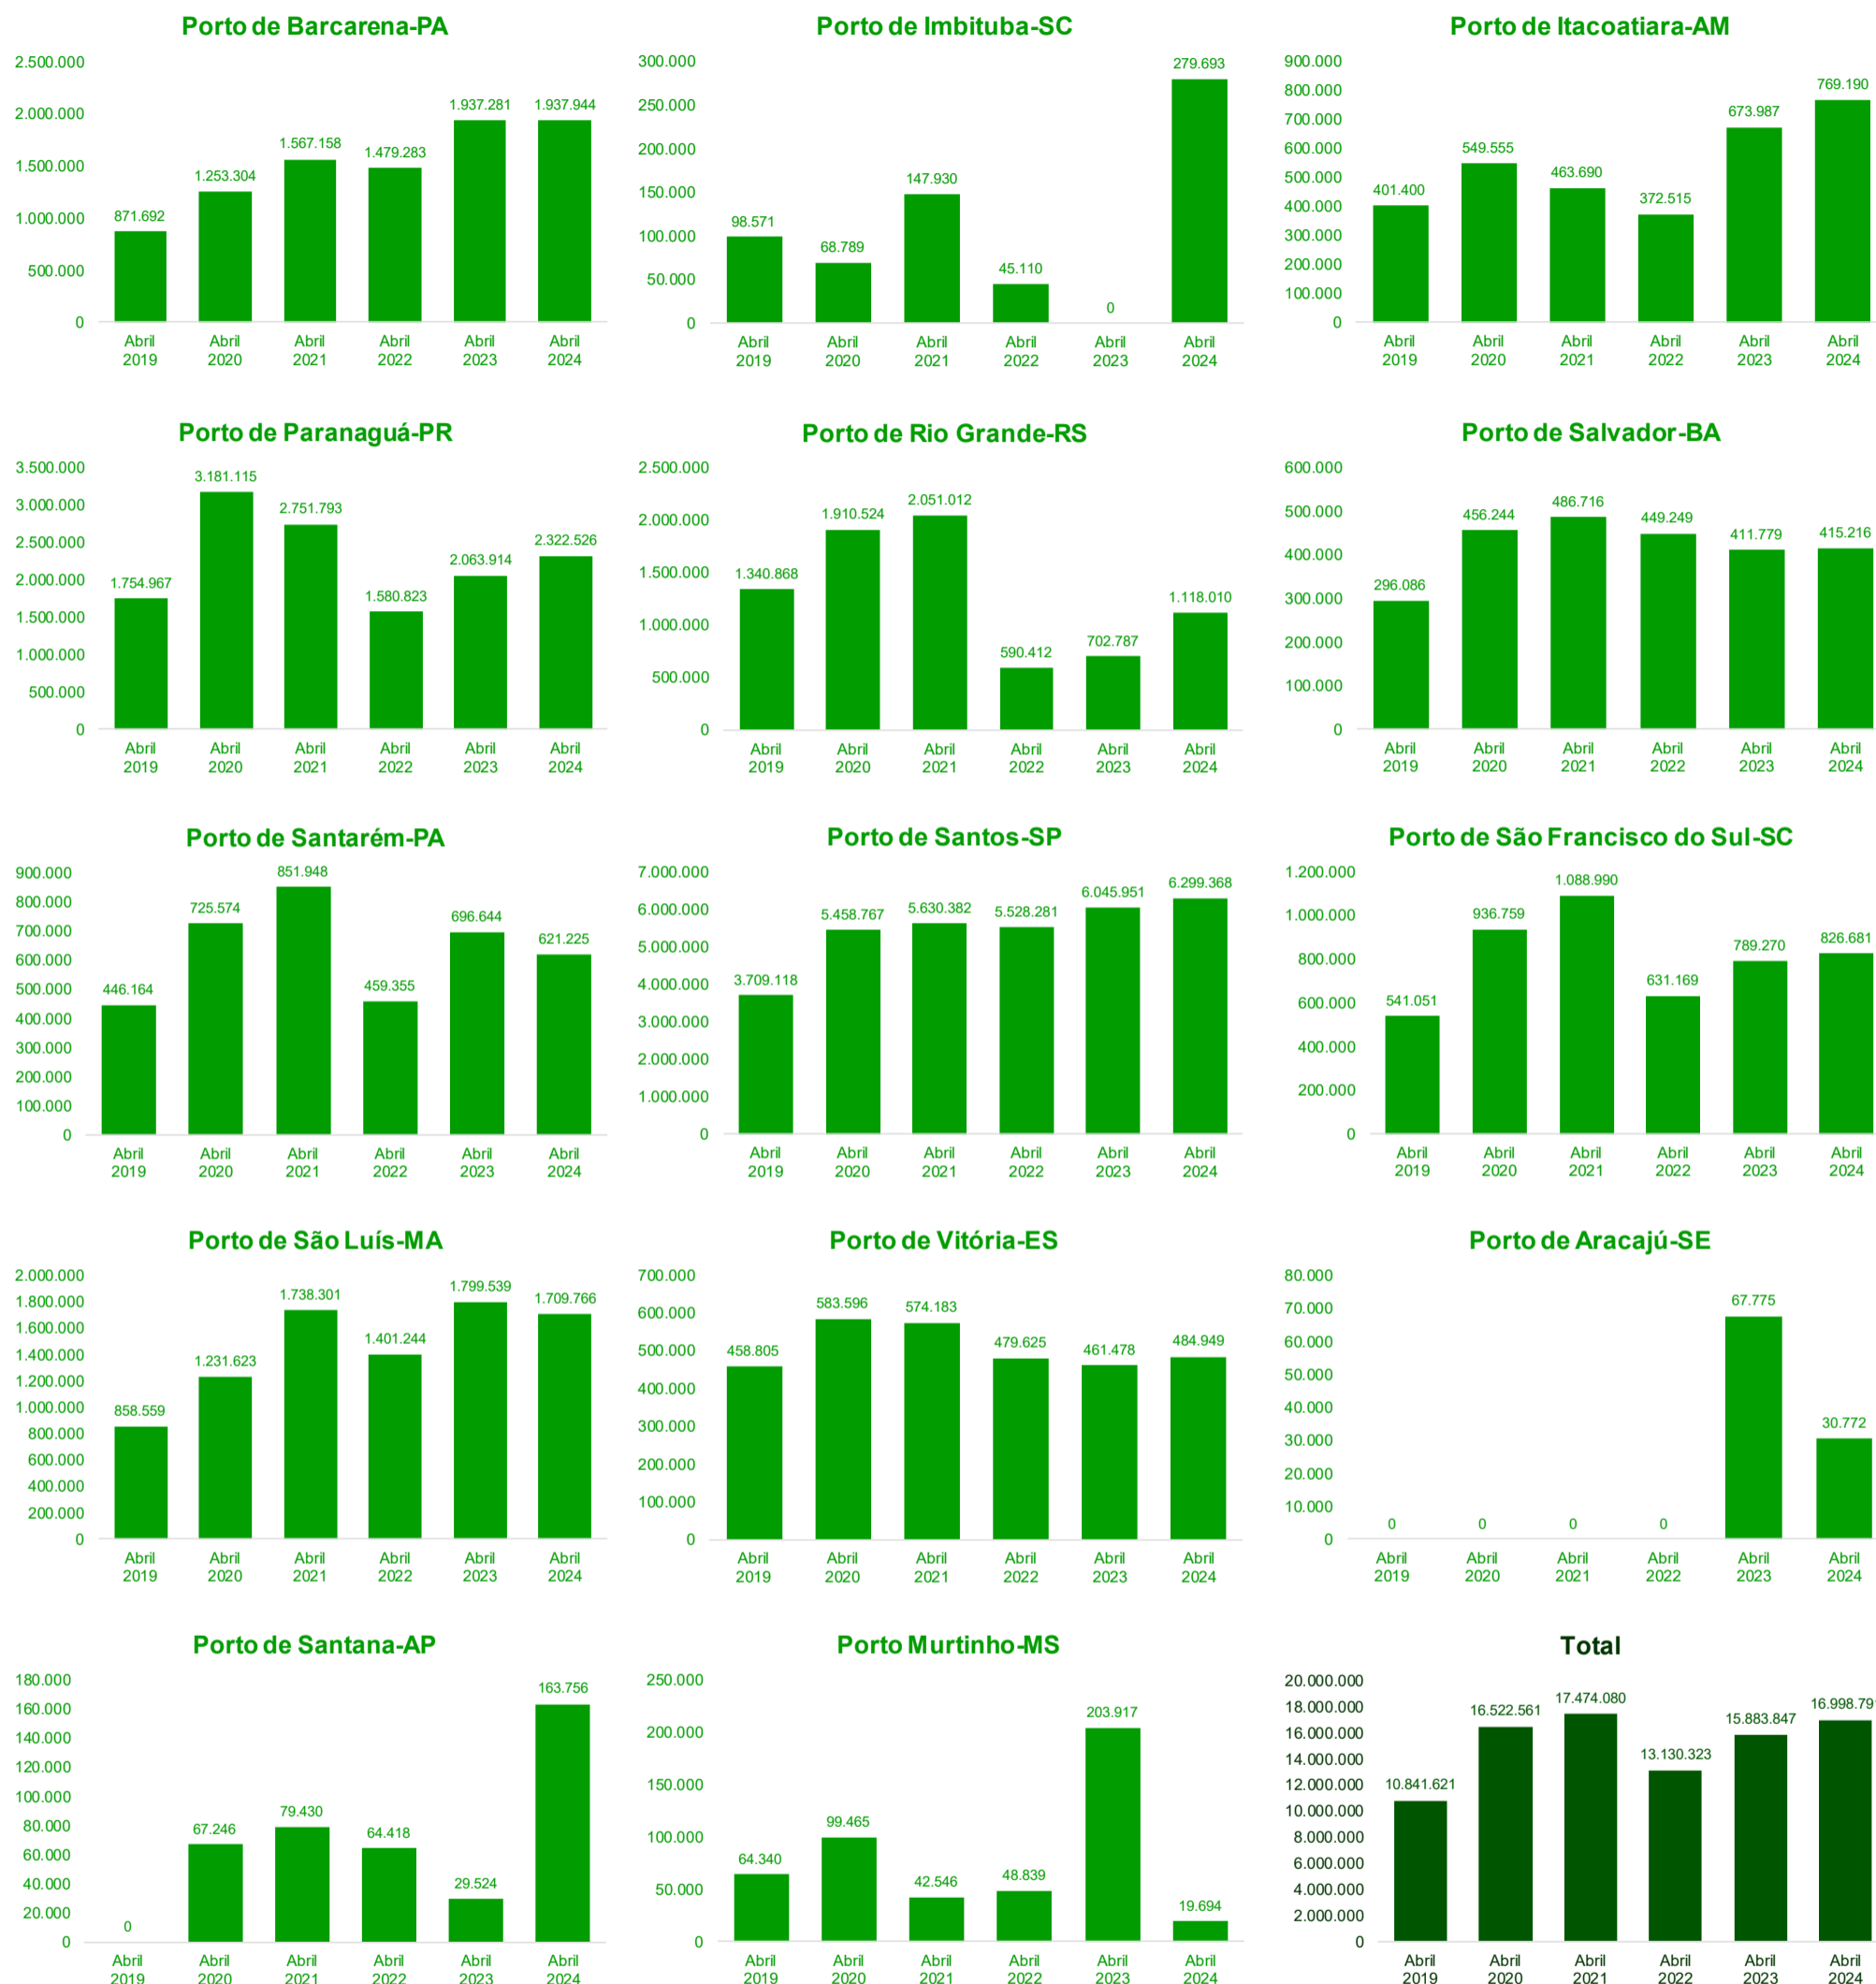 Porto de Barcarena-PA
2.500.000
2.000.000
1.500.000
1.000.000
500.000
0
871.692
1.253.304
1.567.158
1.479.283
1.937.281
1.937.944
Abril 2019
Abril 2020
Abril 2021
Abril 2022
Abril 2023
Abril 2024
Porto de Imbituba-SC
300.000
250.000
200.000
150.000
100.000
50.000
0
98.571
68.789
147.930
45.110
0
279.693
Abril 2019
Abril 2020
Abril 2021
Abril 2022
Abril 2023
Abril 2024
Porto de Itacoatiara-AM
900.000
800.000
700.000
600.000
500.000
400.000
300.000
200.000
100.000
0
401.400
549.555
463.690
372.515
673.987
769.190
Abril 2019
Abril 2020
Abril 2021
Abril 2022
Abril 2023
Abril 2024
Porto de Paranaguá-PR
3.500.000
3.000.000
2.500.000
2.000.000
1.500.000
1.000.000
500.000
0
1.754.967
3.181.115
2.751.793
1.580.823
2.063.914
2.322.526
Abril 2019
Abril 2020
Abril 2021
Abril 2022
Abril 2023
Abril 2024
Porto de Rio Grande-RS
2.500.000
2.000.000
1.500.000
1.000.000
500.000
0
1.340.868
1.910.524
2.051.012
590.412
702.787
1.118.010
Abril 2019
Abril 2020
Abril 2021
Abril 2022
Abril 2023
Abril 2024
Porto de Salvador-BA
600.000
500.000
400.000
300.000
200.000
100.000
0
296.086
456.244
486.716
449.249
411.779
415.216
Abril 2019
Abril 2020
Abril 2021
Abril 2022
Abril 2023
Abril 2024
Porto de Santarém-PA
900.000
800.000
700.000
600.000
500.000
400.000
300.000
200.000
100.000
0
446.164
725.574
851.948
459.355
696.644
621.225
Abril 2019
Abril 2020
Abril 2021
Abril 2022
Abril 2023
Abril 2024
Porto de Santos-SP
7.000.000
6.000.000
5.000.000
4.000.000
3.000.000
2.000.000
1.000.000
0
3.709.118
5.458.767
5.630.382
5.528.281
6.045.951
6.299.368
Abril 2019
Abril 2020
Abril 2021
Abril 2022
Abril 2023
Abril 2024
Porto de São Francisco do Sul-SC
1.200.000
1.000.000
800.000
600.000
400.000
200.000
0
541.051
936.759
1.088.990
631.169
789.270
826.681
Abril 2019
Abril 2020
Abril 2021
Abril 2022
Abril 2023
Abril 2024
Porto de São Luís-MA
2.000.000
1.800.000
1.600.000
1.400.000
1.200.000
1.000.000
800.000
600.000
400.000
200.000
0
858.559
1.231.623
1.738.301
1.401.244
1.799.539
1.709.766
Abril 2019
Abril 2020
Abril 2021
Abril 2022
Abril 2023
Abril 2024
Porto de Vitória-ES
700.000
600.000
500.000
400.000
300.000
200.000
100.000
0
458.805
583.596
574.183
479.625
461.478
484.949
Abril 2019
Abril 2020
Abril 2021
Abril 2022
Abril 2023
Abril 2024
Porto de Aracajú-SE
80.000
70.000
60.000
50.000
40.000
30.000
20.000
10.000
0
0
0
0
0
67.775
30.772
Abril 2019
Abril 2020
Abril 2021
Abril 2022
Abril 2023
Abril 2024
Porto de Santana-AP
180.000
160.000
140.000
120.000
100.000
80.000
60.000
40.000
20.000
0
0
67.246
79.430
64.418
29.524
163.756
Abril 2019
Abril 2020
Abril 2021
Abril 2022
Abril 2023
Abril 2024
Porto Murtinho-MS
250.000
200.000
150.000
100.000
50.000
0
64.340
99.465
42.546
48.839
203.917
19.694
Abril 2019
Abril 2020
Abril 2021
Abril 2022
Abril 2023
Abril 2024
Total
20.000.000
18.000.000
16.000.000
14.000.000
12.000.000
10.000.000
8.000.000
6.000.000
4.000.000
2.000.000
0
10.841.621
16.522.561
17.474.080
13.130.323
15.883.847
16.998.79
Abril 2019
Abril 2020
Abril 2021
Abril 2022
Abril 2023
Abril 2024